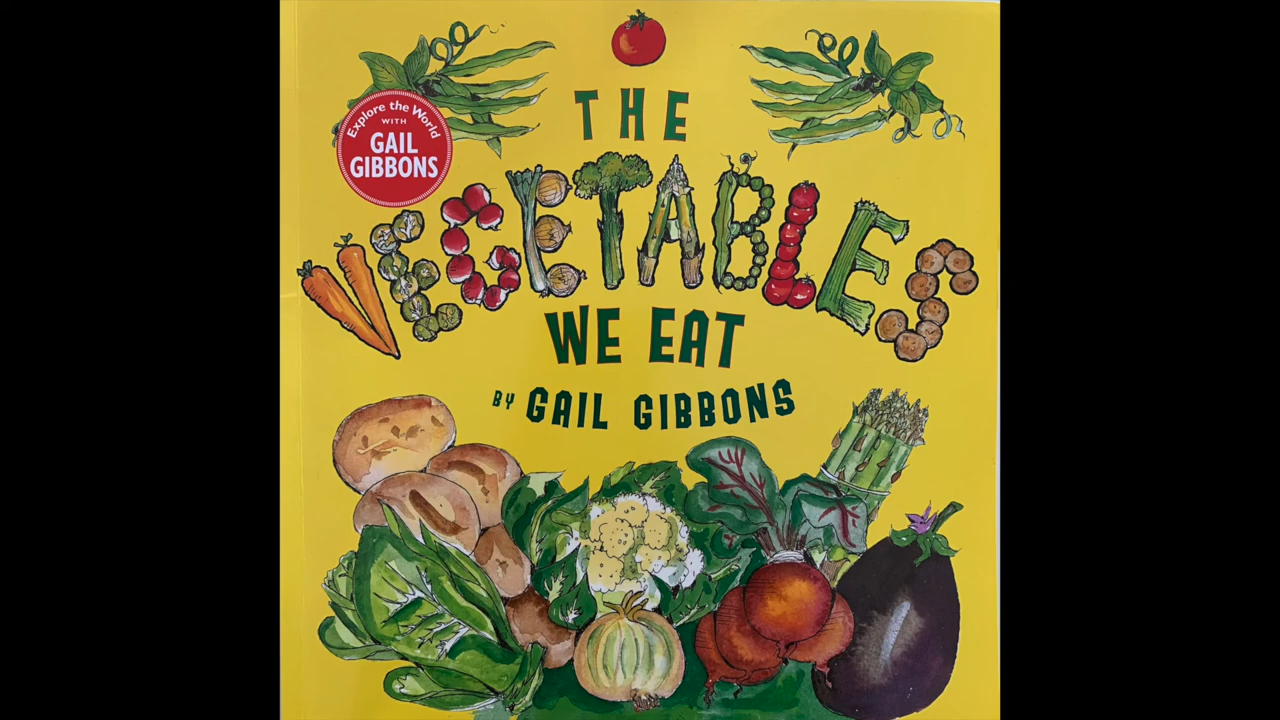 THE
Explore the World
WITH
GAIL
GIBBONS
VEGETABLES
WE EAT
BY GAIL GIBBONS